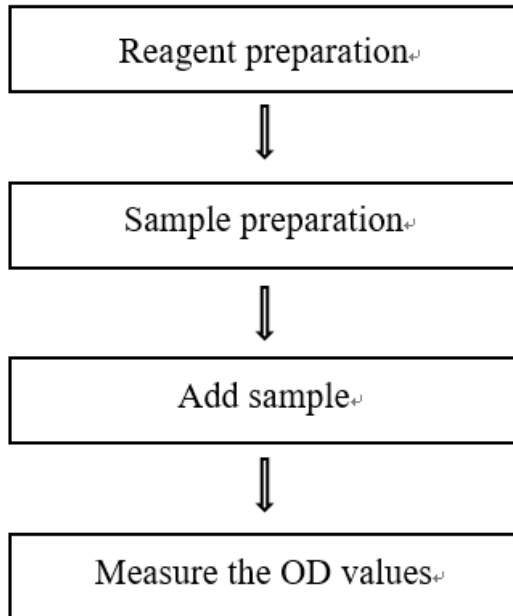 Reagent preparation
Sample preparation
Add sample
Measure the OD values